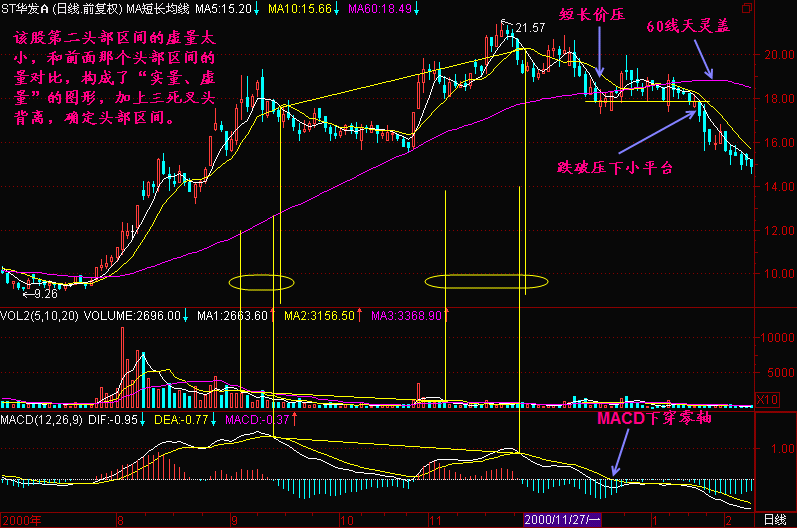 ST华发A (日线.前复权) MA短长均线 MA5:15.20↓ MA10:15.66↓ MA60:18.49↓
该股第二头部区间的虚量太
小，和前面那个头部区间的
量对比，构成了“实量、虚
量”的图形，加上三死叉头
背高，确定头部区间。
21.57
短长价压
60线天灵盖
20.00
18.00
跌破压下小平台
16.00
14.00
12.00
10.00
9.26
VOL2(5,10,20) VOLUME:2696.00↓ MA1:2663.60↑ MA2:3156.50↑ MA3:3368.90↑
10000
5000
X10
MACD(12,26,9) DIF:-0.95↓ DEA:-0.77↓ MACD:-0.37↑
MACD下穿零轴
1.00
2000年 8 9 10 11 2000/11/27/一 1 2 日线